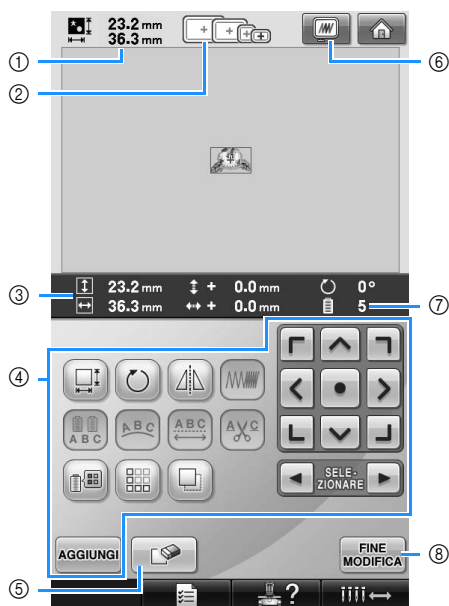 23.2 mm
36.3 mm
①
②
⑥
③
23.2 mm + 0.0 mm 0°
36.3 mm + 0.0 mm 5
⑦
④
A B C
A B C
A B C
A C
SELE-
ZIONARE
AGGIUNGI
FINE
MODIFICA
⑧
⑤
?